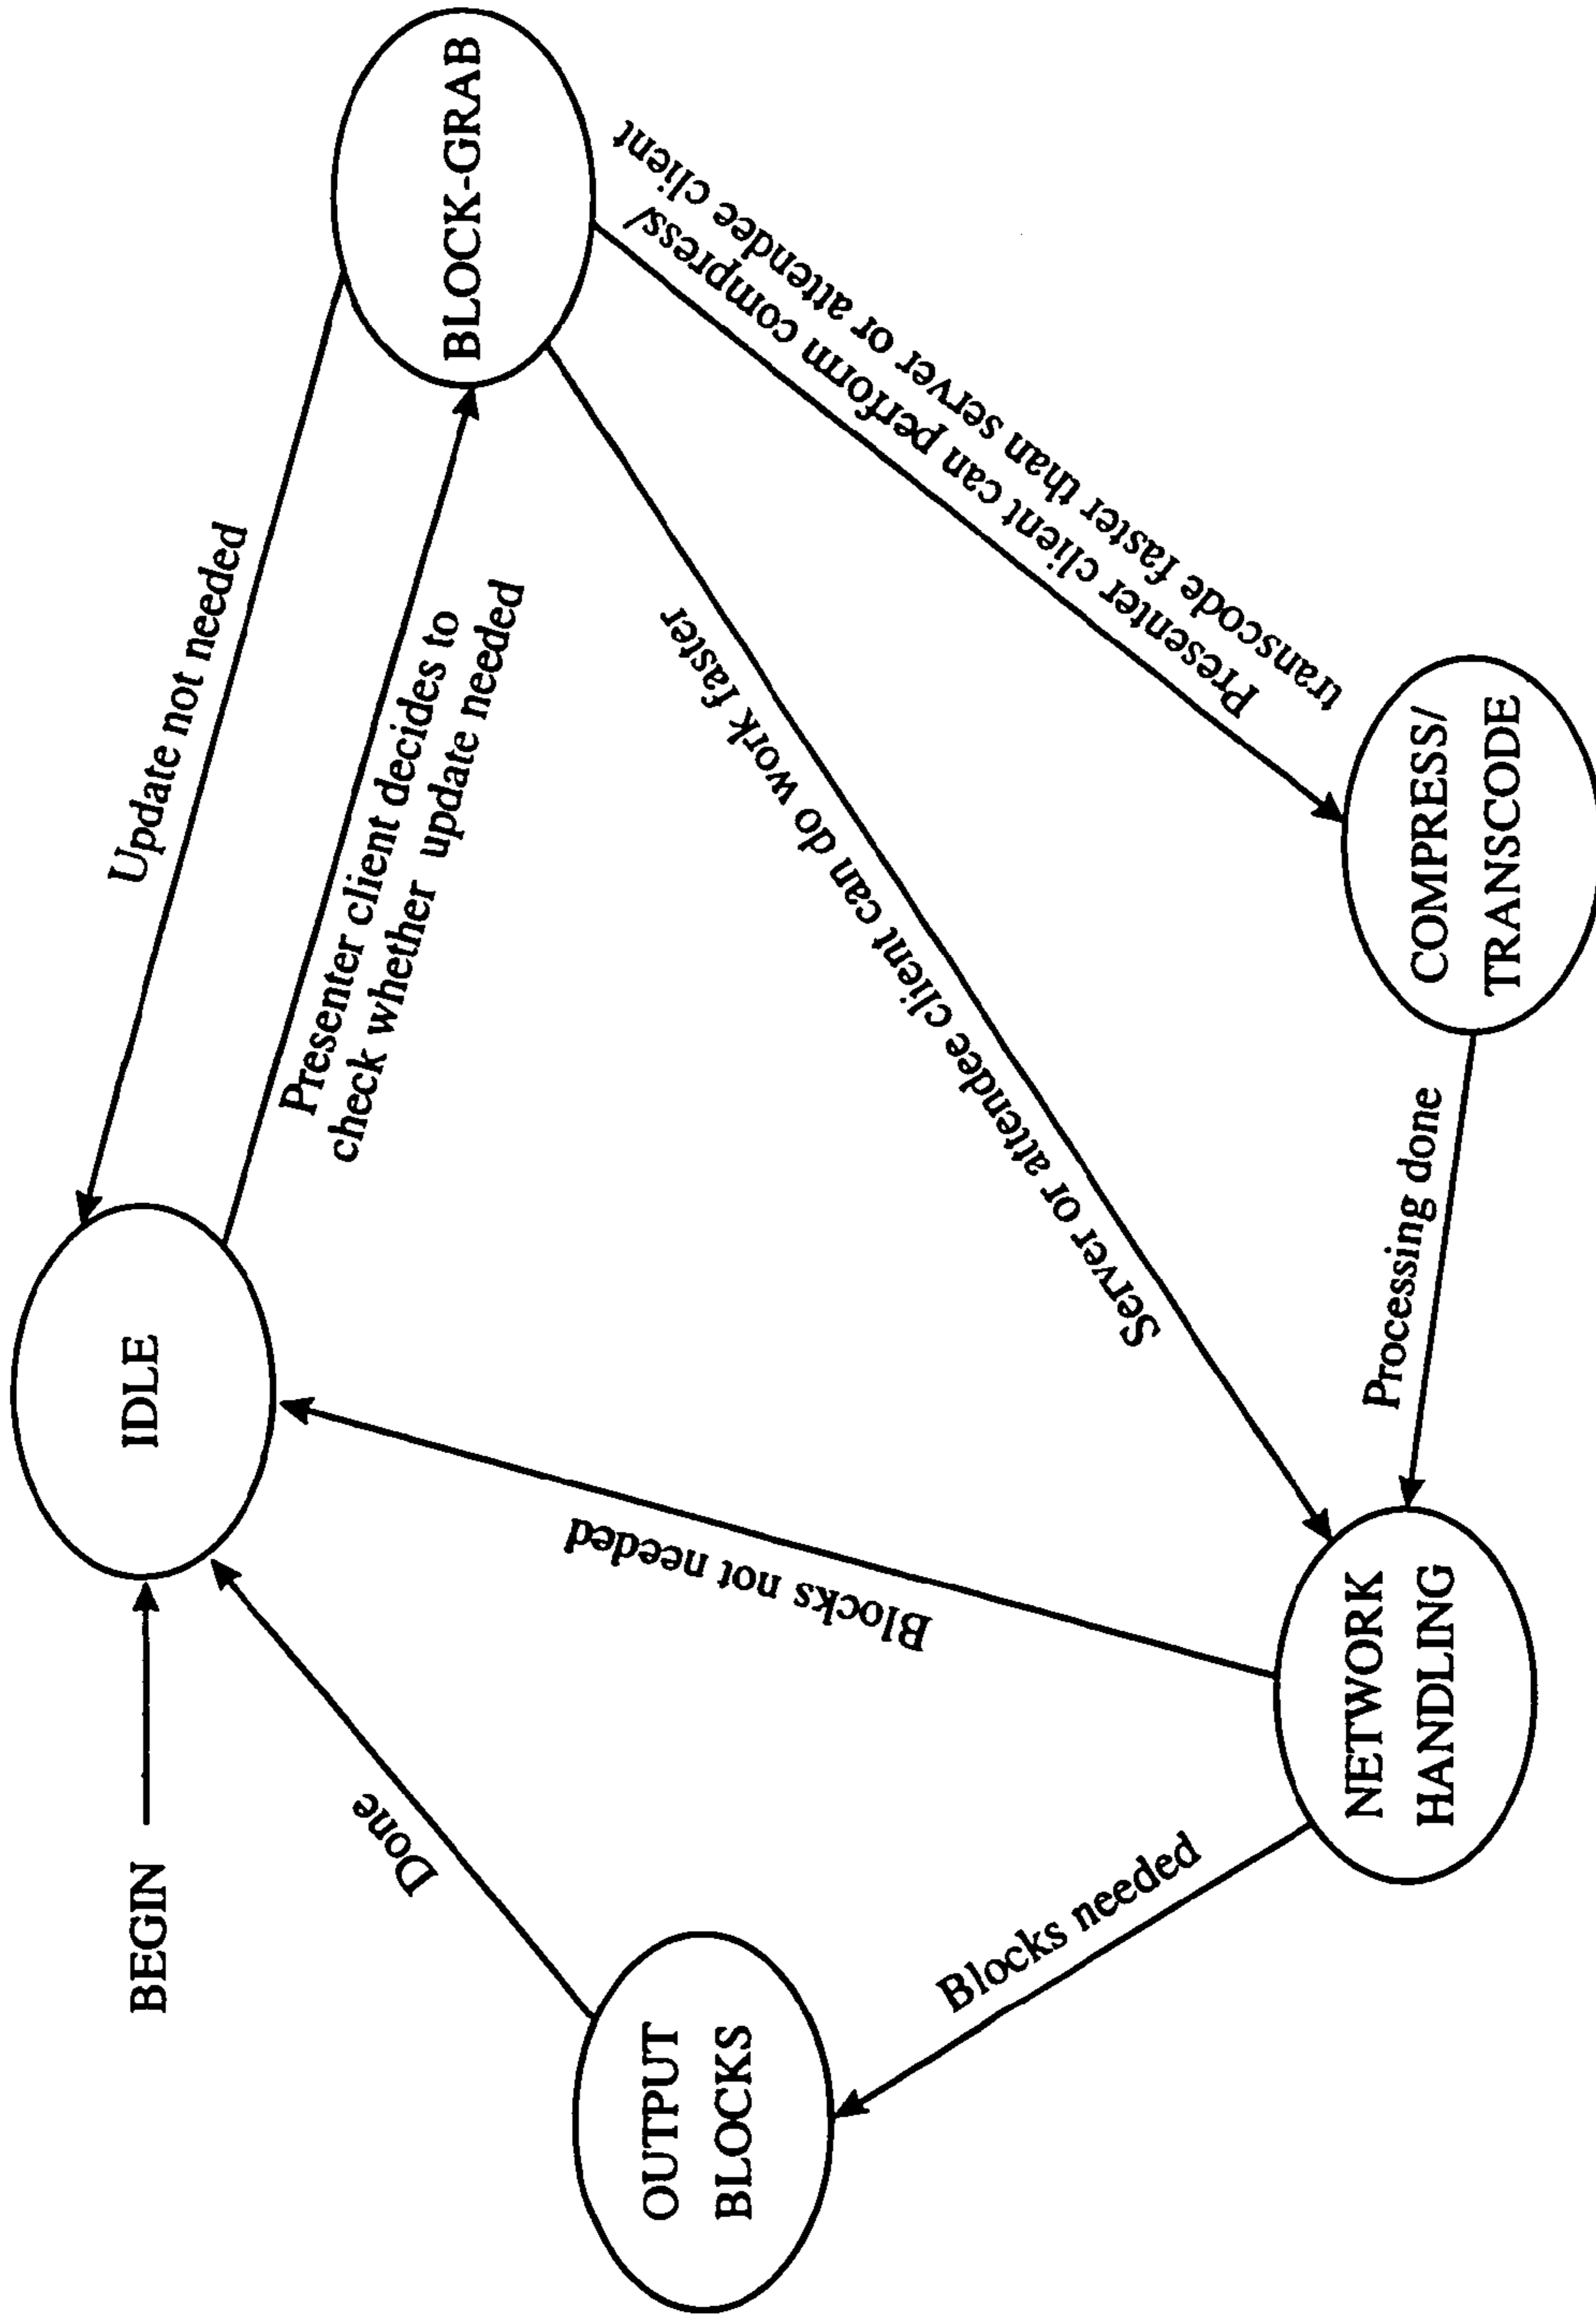 BEGIN
IDLE
Update not needed
Presenter client decides to
check whether update needed
BLOCK-GRAB
Done
Blocks not needed
Server or attendee client can do work faster
Presenter client can perform compress/
transcode faster than server or attendee client
OUTPUT
BLOCKS
Blocks needed
NETWORK
HANDLING
Processing done
COMPRESS/
TRANSCODE